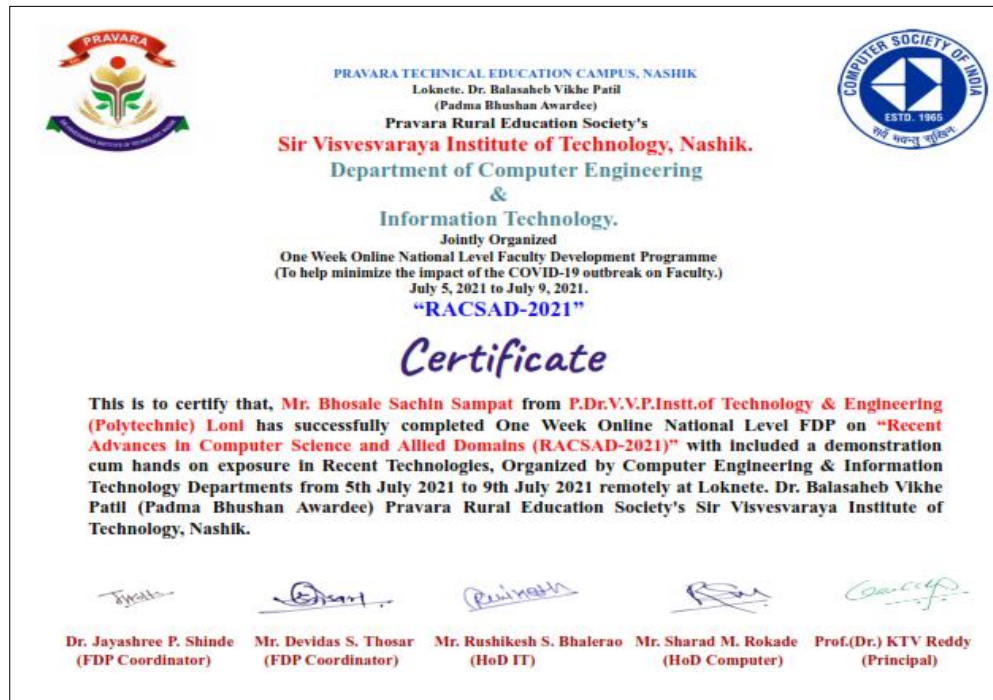 PRAVARA
SIR VISVESVARAYA INSTITUTE OF TECHNOLOGY, NASHIK
COMPUTER SOCIETY OF INDIA
ESTD. 1965
सर्वे भवन्तु सुखिनः
PRAVARA TECHNICAL EDUCATION CAMPUS, NASHIK
Loknete. Dr. Balasaheb Vikhe Patil
(Padma Bhushan Awardee)
Pravara Rural Education Society's
Sir Visvesvaraya Institute of Technology, Nashik.
Department of Computer Engineering
&
Information Technology.
Jointly Organized
One Week Online National Level Faculty Development Programme
(To help minimize the impact of the COVID-19 outbreak on Faculty.)
July 5, 2021 to July 9, 2021.
“RACSAD-2021”
Certificate
This is to certify that, Mr. Bhosale Sachin Sampat from P.Dr.V.V.P.Instt.of Technology & Engineering
(Polytechnic) Loni has successfully completed One Week Online National Level FDP on “Recent
Advances in Computer Science and Allied Domains (RACSAD-2021)” with included a demonstration
cum hands on exposure in Recent Technologies, Organized by Computer Engineering & Information
Technology Departments from 5th July 2021 to 9th July 2021 remotely at Loknete. Dr. Balasaheb Vikhe
Patil (Padma Bhushan Awardee) Pravara Rural Education Society's Sir Visvesvaraya Institute of
Technology, Nashik.
Dr. Jayashree P. Shinde
(FDP Coordinator)
Mr. Devidas S. Thosar
(FDP Coordinator)
Mr. Rushikesh S. Bhalerao
(HoD IT)
Mr. Sharad M. Rokade
(HoD Computer)
Prof.(Dr.) KTV Reddy
(Principal)